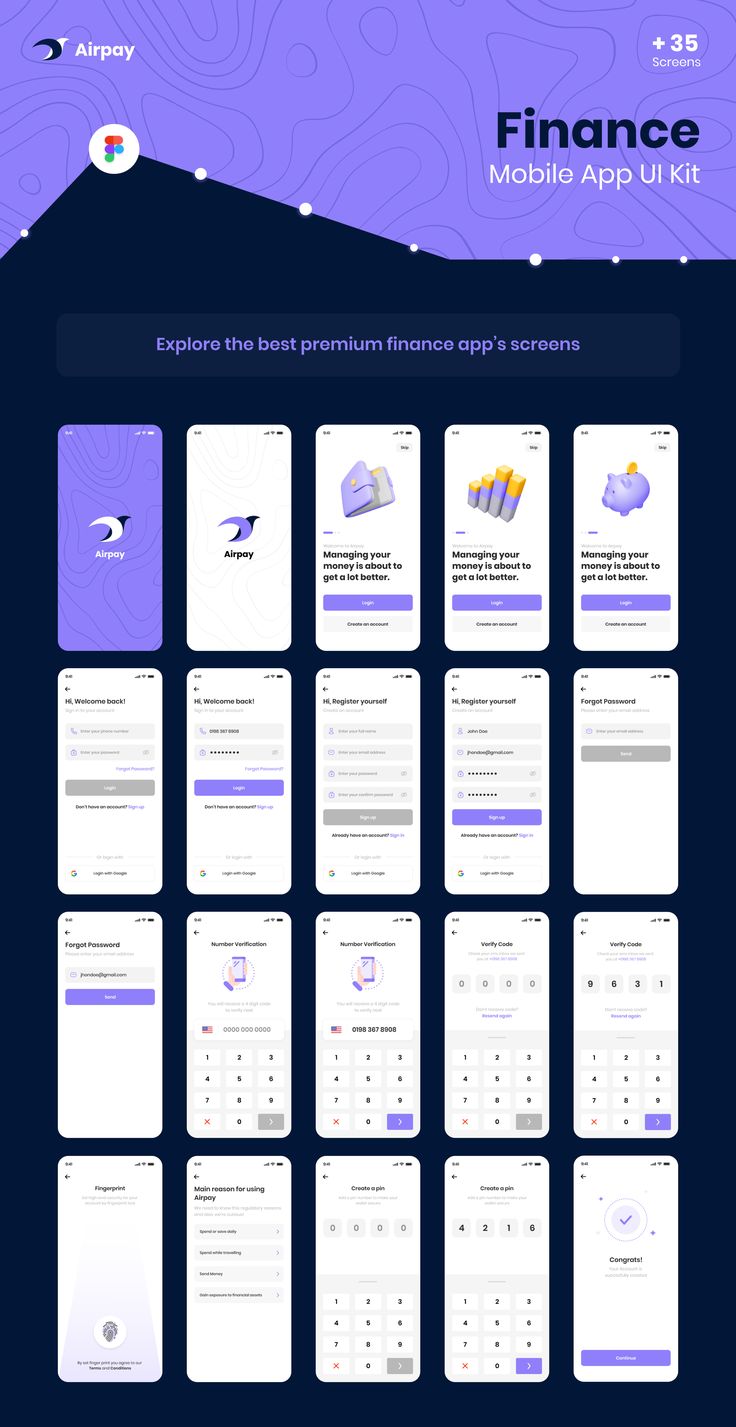 Airpay
+ 35
Screens
Finance
Mobile App UI Kit
Explore the best premium finance app's screens
9:41
Airpay
9:41
Airpay
9:41
Skip
Welcome to Airpay
Managing your
money is about to
get a lot better.
Login
Create an account
9:41
Skip
Welcome to Airpay
Managing your
money is about to
get a lot better.
Login
Create an account
9:41
Skip
Welcome to Airpay
Managing your
money is about to
get a lot better.
Login
Create an account
9:41
Hi, Welcome back!
Sign in to your account
Enter your phone number
Enter your password
Forgot Password?
Login
Don't have an account? Sign up
Or login with
Login with Google
9:41
Hi, Welcome back!
Sign in to your account
0198 367 8908
Forgot Password?
Login
Don't have an account? Sign up
Or login with
Login with Google
9:41
Hi, Register yourself
Create an account
Enter your full name
Enter your email address
Enter your password
Enter your confirm password
Sign up
Already have an account? Sign in
Or login with
Login with Google
9:41
Hi, Register yourself
Create an account
John Doe
jhondoe@gmail.com
Sign up
Already have an account? Sign in
Or login with
Login with Google
9:41
Forgot Password
Please enter your email address
Enter your email address
Send
9:41
Forgot Password
Please enter your email address
jhondoe@gmail.com
Send
9:41
Number Verification
You will receive a 4 digit code
to verify next
0000 000 0000
1 2 3
4 5 6
7 8 9
0
9:41
Number Verification
You will receive a 4 digit code
to verify next
0198 367 8908
1 2 3
4 5 6
7 8 9
0
9:41
Verify Code
Check your sms inbox we sent
you at +0198 367 8908
0 0 0 0
Didn't receive code?
Resend again
1 2 3
4 5 6
7 8 9
0
9:41
Verify Code
Check your sms inbox we sent
you at +0198 367 8908
9 6 3 1
Didn't receive code?
Resend again
1 2 3
4 5 6
7 8 9
0
9:41
Fingerprint
account by fingerprint now
By set finger print you agree to our
Terms and Conditions
9:41
Main reason for using
Airpay
We need to know this regulatory reasons
and also we're curious!
Spend or save daily
Spend while travelling
Send Money
Gain exposure to financial assets
9:41
Create a pin
Add a pin number to make your
wallet secure
0 0 0 0
1 2 3
4 5 6
7 8 9
0
9:41
Create a pin
Add a pin number to make your
wallet secure
4 2 1 6
1 2 3
4 5 6
7 8 9
0
9:41
Congrats!
Your Account is
successfully created
Continue